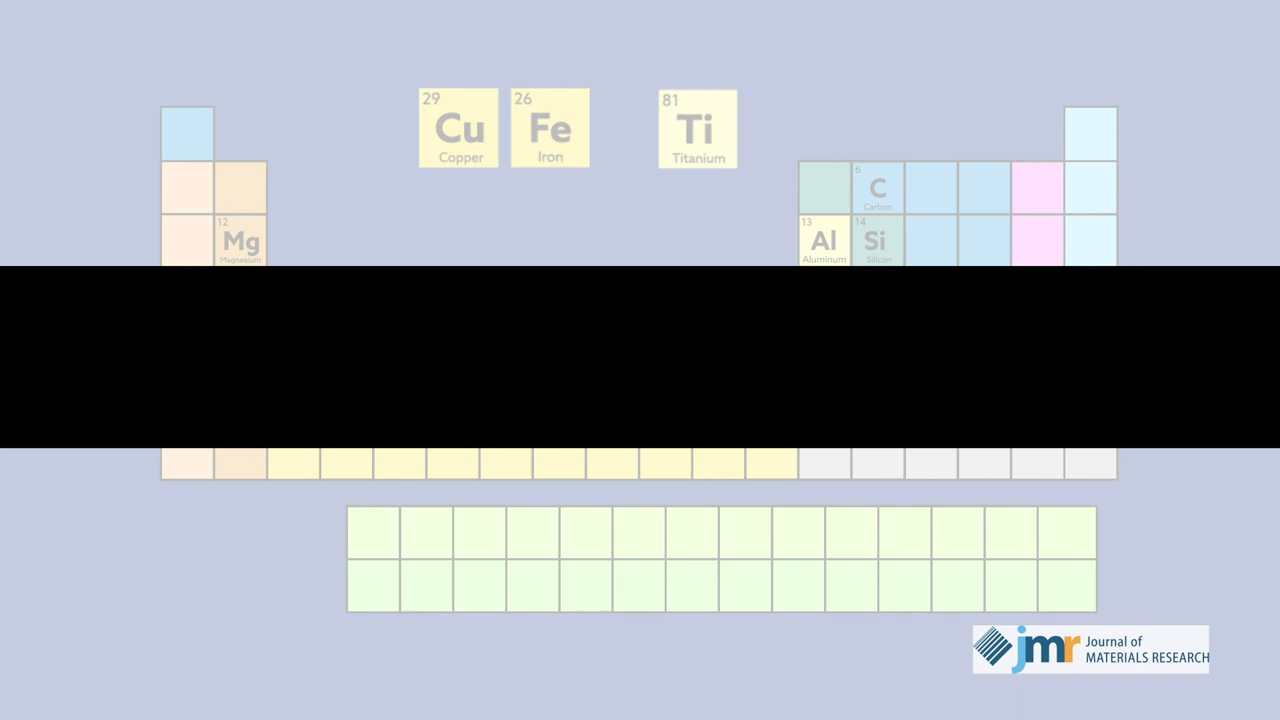 29
Cu
Copper
26
Fe
Iron
81
Ti
Titanium
6
C
Carbon
12
Mg
Magnesium
13
Al
Aluminum
14
Si
Silicon
jmr Journal of
MATERIALS RESEARCH